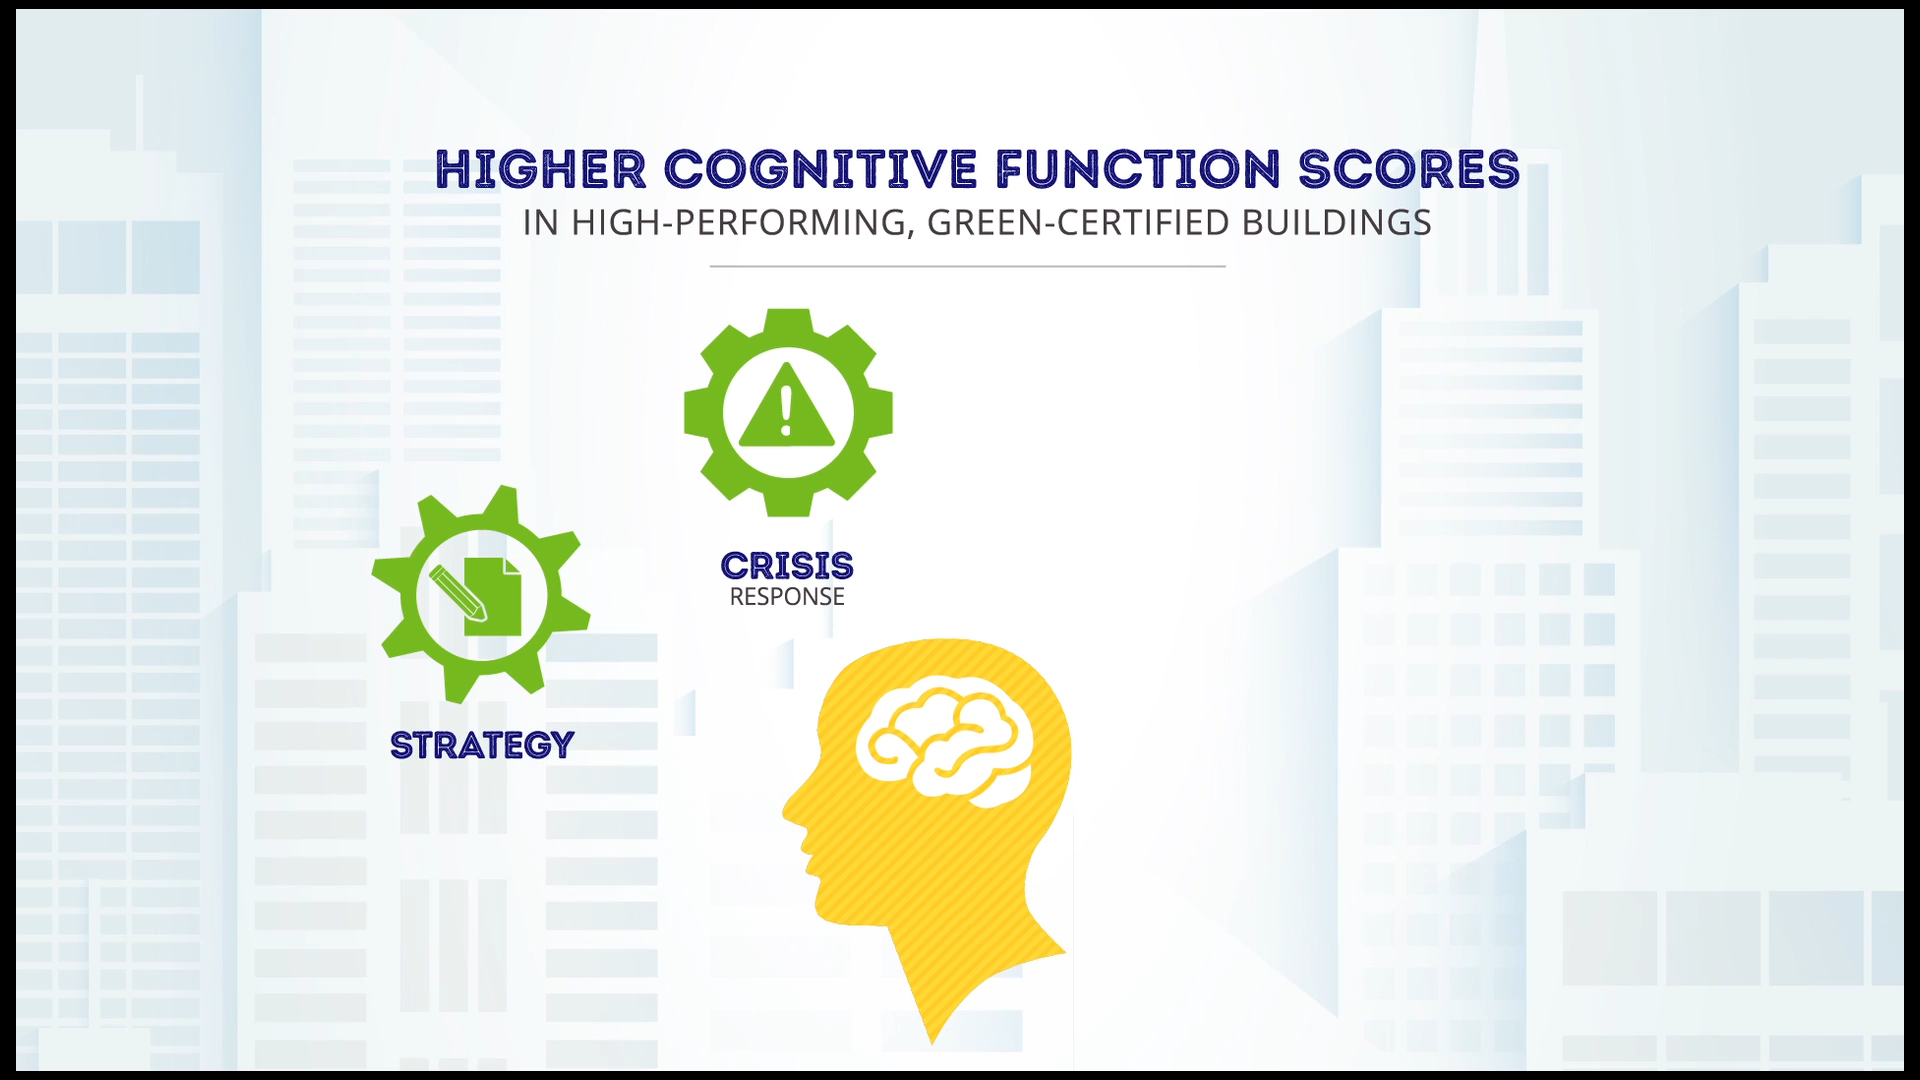 HIGHER COGNITIVE FUNCTION SCORES
IN HIGH-PERFORMING, GREEN-CERTIFIED BUILDINGS
CRISIS
RESPONSE
STRATEGY